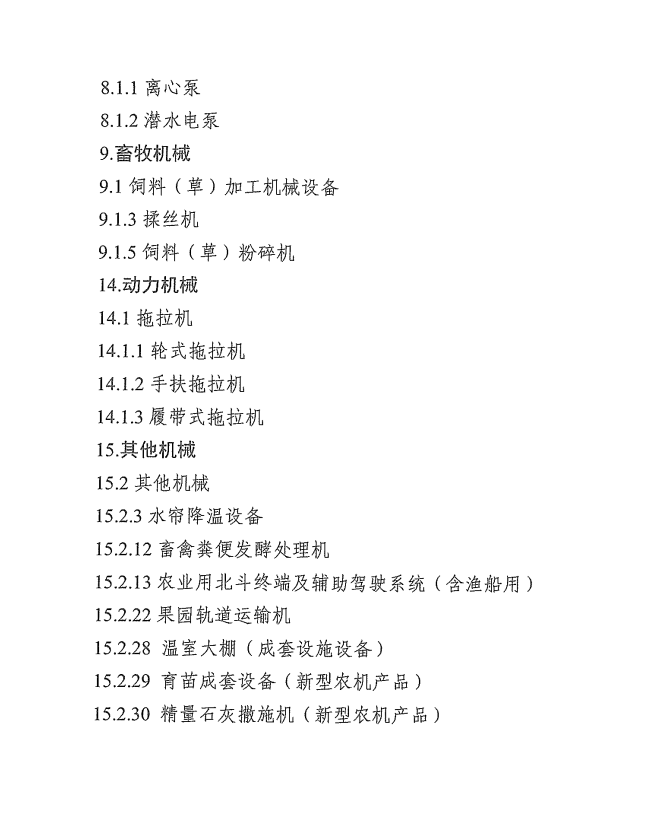 8.1.1 离心泵
8.1.2 潜水电泵
9.畜牧机械
9.1 饲料（草）加工机械设备
9.1.3 揉丝机
9.1.5 饲料（草）粉碎机
14.动力机械
14.1 拖拉机
14.1.1 轮式拖拉机
14.1.2 手扶拖拉机
14.1.3 履带式拖拉机
15.其他机械
15.2 其他机械
15.2.3 水帘降温设备
15.2.12 畜禽粪便发酵处理机
15.2.13 农业用北斗终端及辅助驾驶系统（含渔船用）
15.2.22 果园轨道运输机
15.2.28 温室大棚（成套设施设备）
15.2.29 育苗成套设备（新型农机产品）
15.2.30 精量石灰撒施机（新型农机产品）